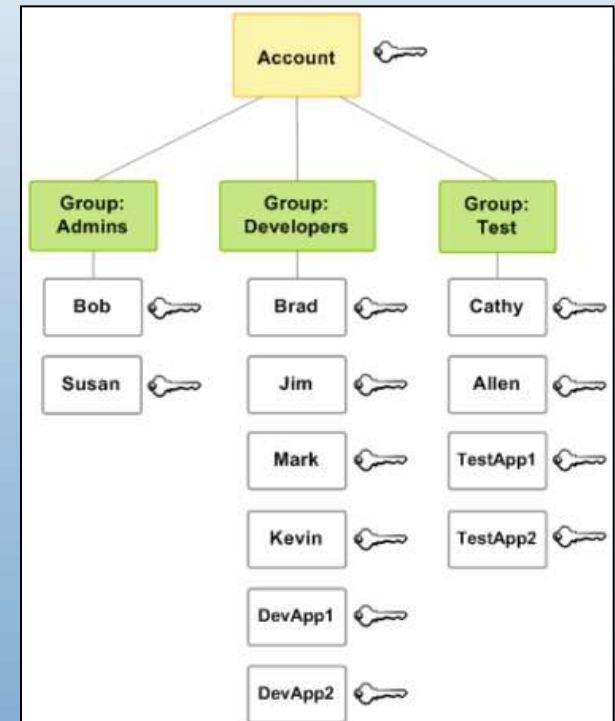 Account
Group:
Admins
Group:
Developers
Group:
Test
Bob
Brad
Cathy
Susan
Jim
Allen
Mark
TestApp1
Kevin
TestApp2
DevApp1
DevApp2